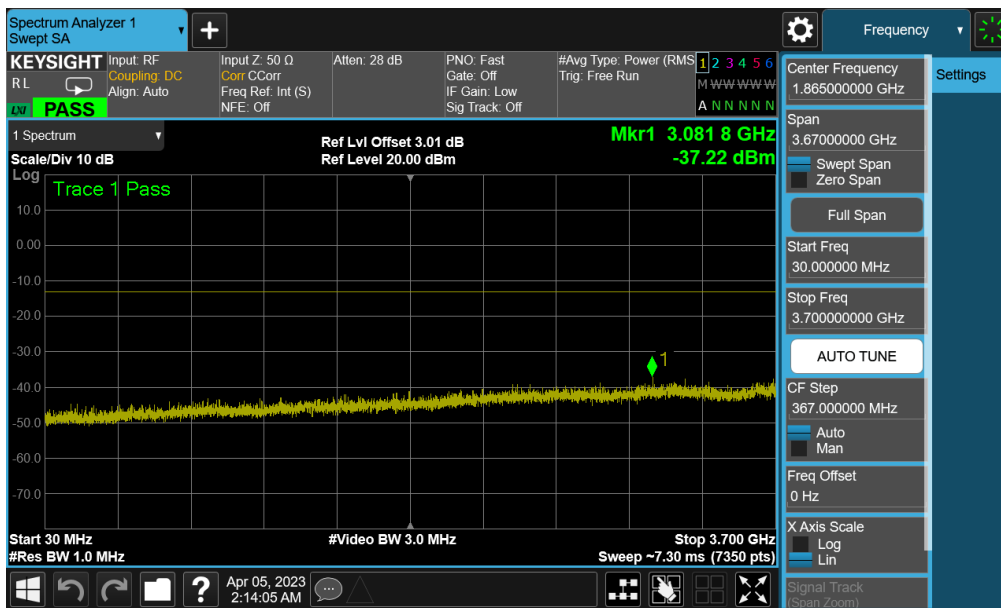 Spectrum Analyzer 1
Swept SA
Frequency
KEYSIGHT
R L
LXI PASS
Input: RF
Coupling: DC
Align: Auto
Input Z: 50 Ω
Corr CCorr
Freq Ref: Int (S)
NFE: Off
Atten: 28 dB
PNO: Fast
Gate: Off
IF Gain: Low
Sig Track: Off
#Avg Type: Power (RMS
Trig: Free Run
1 2 3 4 5 6
M W W W W W
A N N N N N
1 Spectrum
Scale/Div 10 dB
Ref Lvl Offset 3.01 dB
Ref Level 20.00 dBm
Mkr1 3.081 8 GHz
-37.22 dBm
Log
Trace 1 Pass
10.0
0.00
-10.0
-20.0
-30.0
1
-40.0
-50.0
-60.0
-70.0
Start 30 MHz
#Video BW 3.0 MHz
Stop 3.700 GHz
#Res BW 1.0 MHz
Sweep ~7.30 ms (7350 pts)
?
Apr 05, 2023
2:14:05 AM
Center Frequency
1.865000000 GHz
Settings
Span
3.67000000 GHz
Swept Span
Zero Span
Full Span
Start Freq
30.000000 MHz
Stop Freq
3.700000000 GHz
AUTO TUNE
CF Step
367.000000 MHz
Auto
Man
Freq Offset
0 Hz
X Axis Scale
Log
Lin
Signal Track
(Span Zoom)